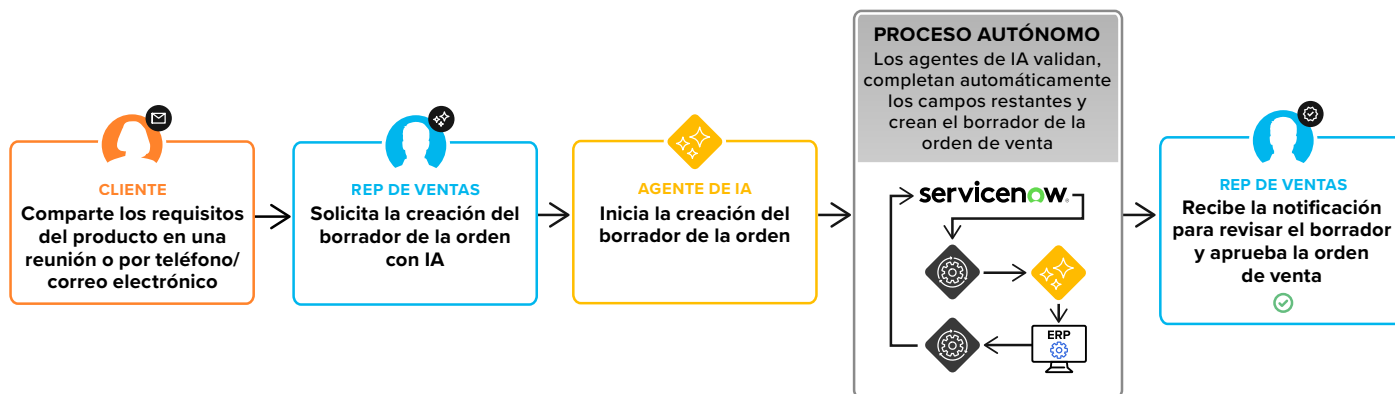 CLIENTE
Comparte los requisitos
del producto en una
reunión o por teléfono/
correo electrónico
REP DE VENTAS
Solicita la creación del
borrador de la orden
con IA
AGENTE DE IA
Inicia la creación del
borrador de la orden
PROCESO AUTÓNOMO
Los agentes de IA validan,
completan automáticamente
los campos restantes y
crean el borrador de la
orden de venta
servicenow®
ERP
REP DE VENTAS
Recibe la notificación
para revisar el borrador
y aprueba la orden
de venta